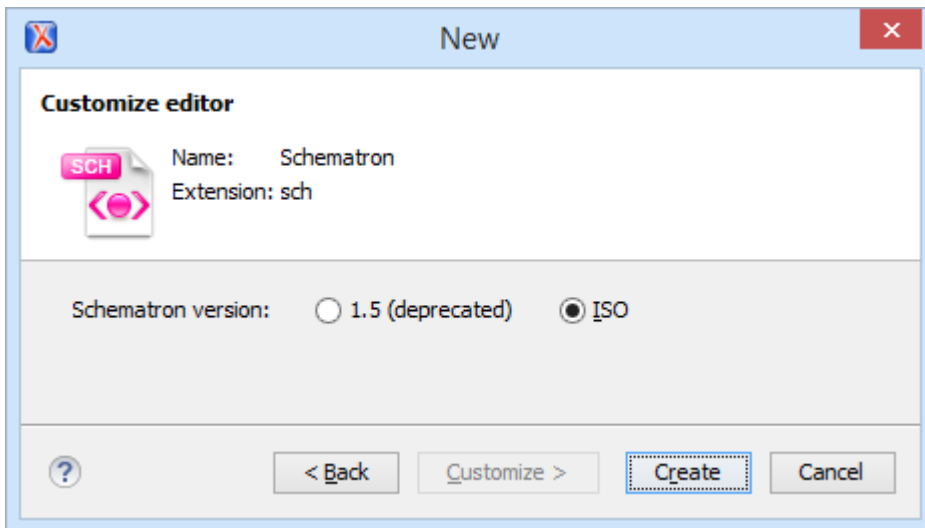 New
Customize editor
SCH
Name: Schematron
Extension: sch
Schematron version: 1.5 (deprecated) ISO
? < Back Customize > Create Cancel